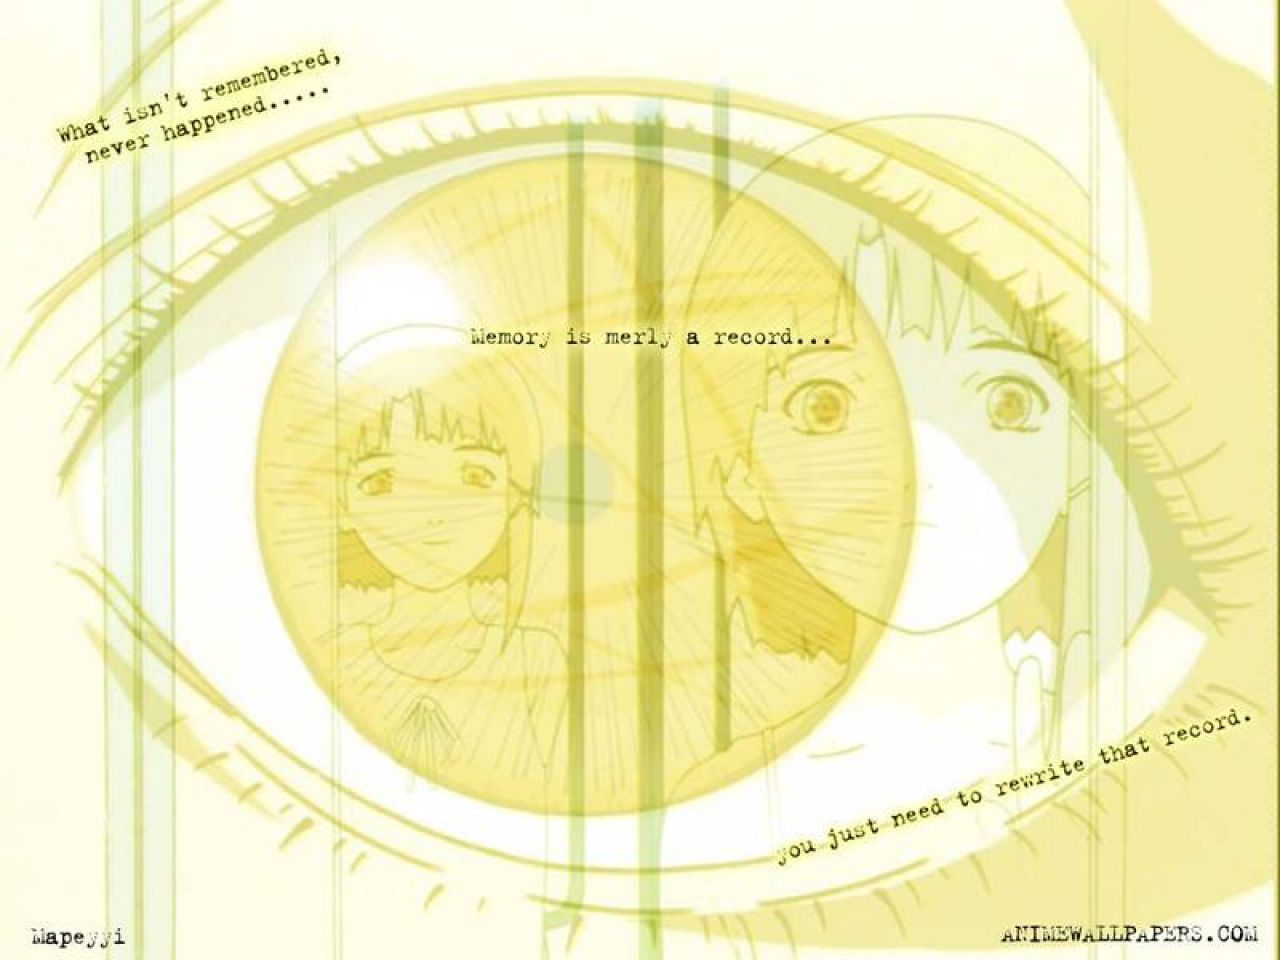 What isn't remembered,
never happened.....
Memory is merly a record...
you just need to rewrite that record.
Mapeyyi
ANIMEWALLPAPERS.COM